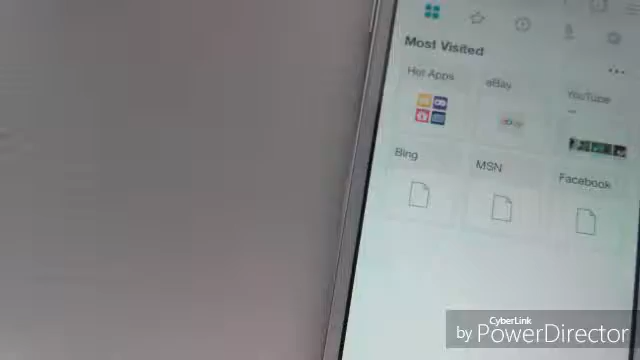 Most Visited
Hot Apps
eBay
YouTube
Bing
MSN
Facebook
CyberLink
by PowerDirector